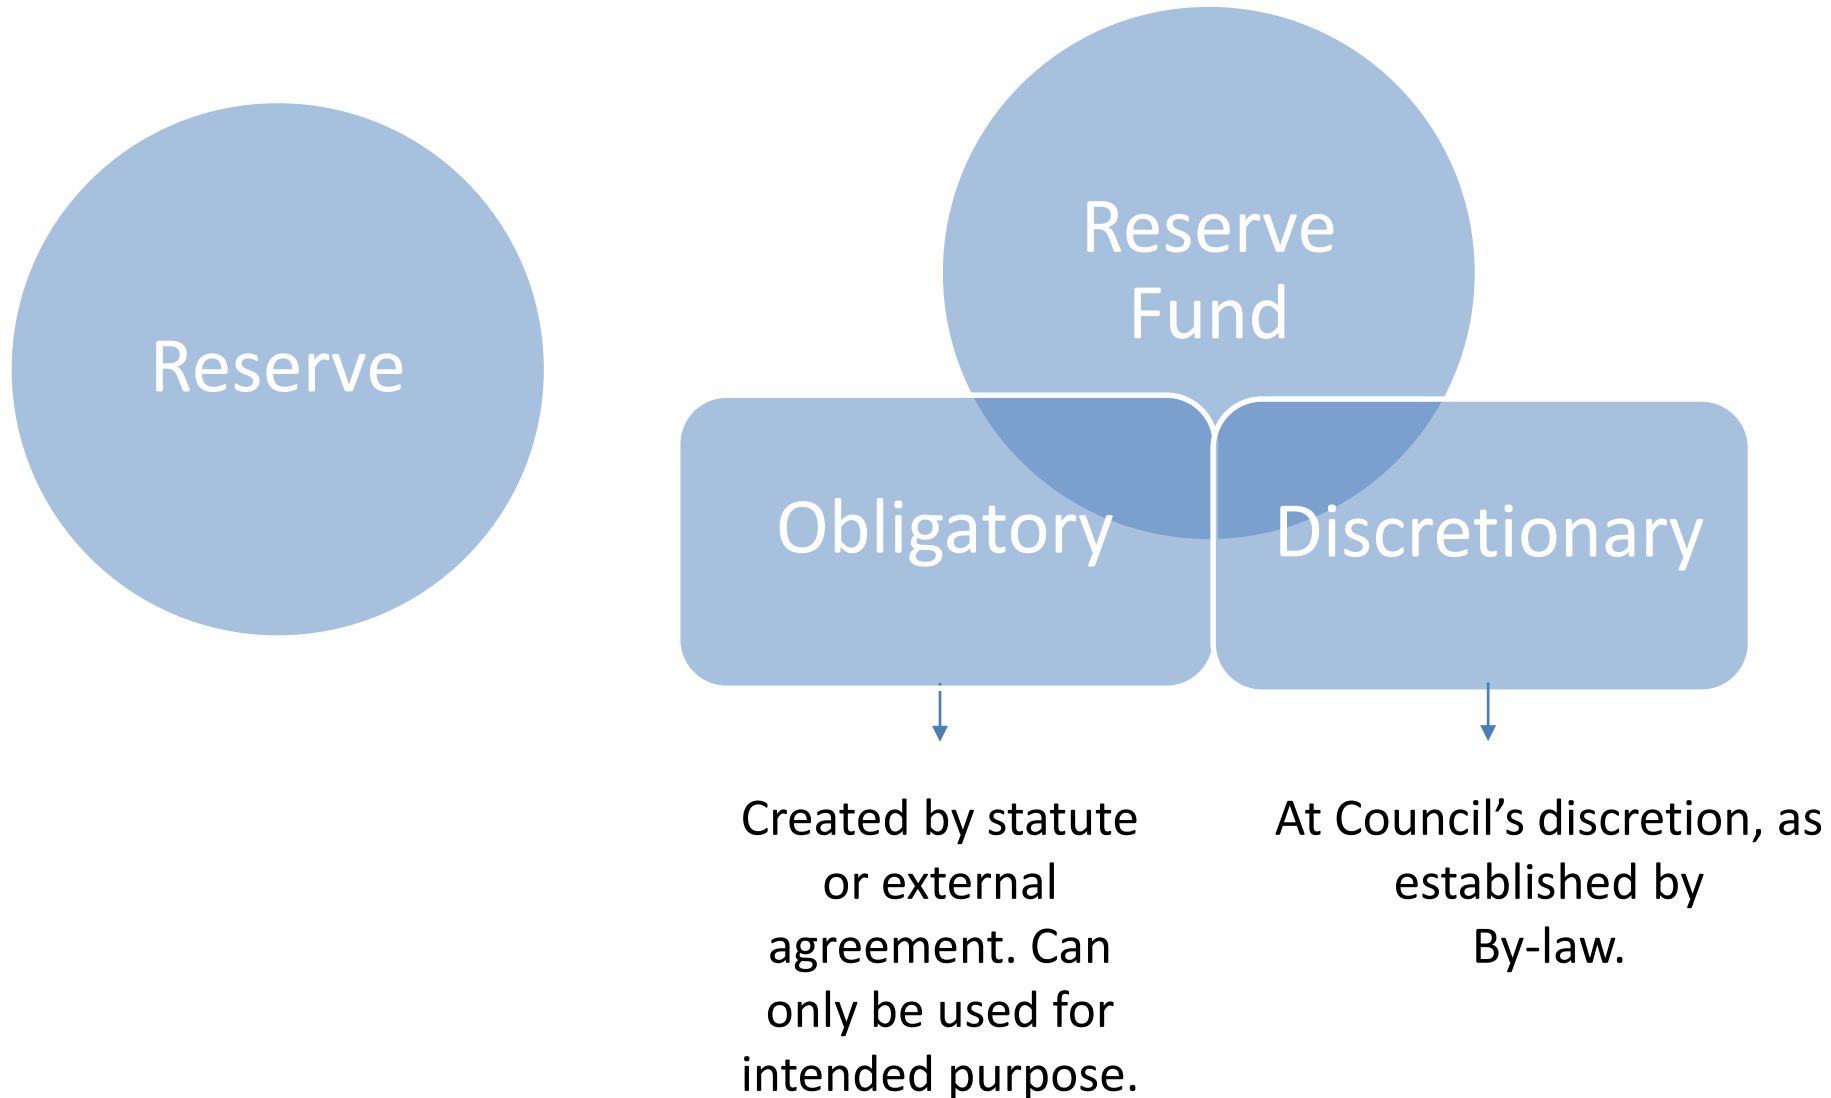 Reserve
Reserve
Fund
Obligatory
Discretionary
Created by statute
or external
agreement. Can
only be used for
intended purpose.
At Council’s discretion, as
established by
By-law.